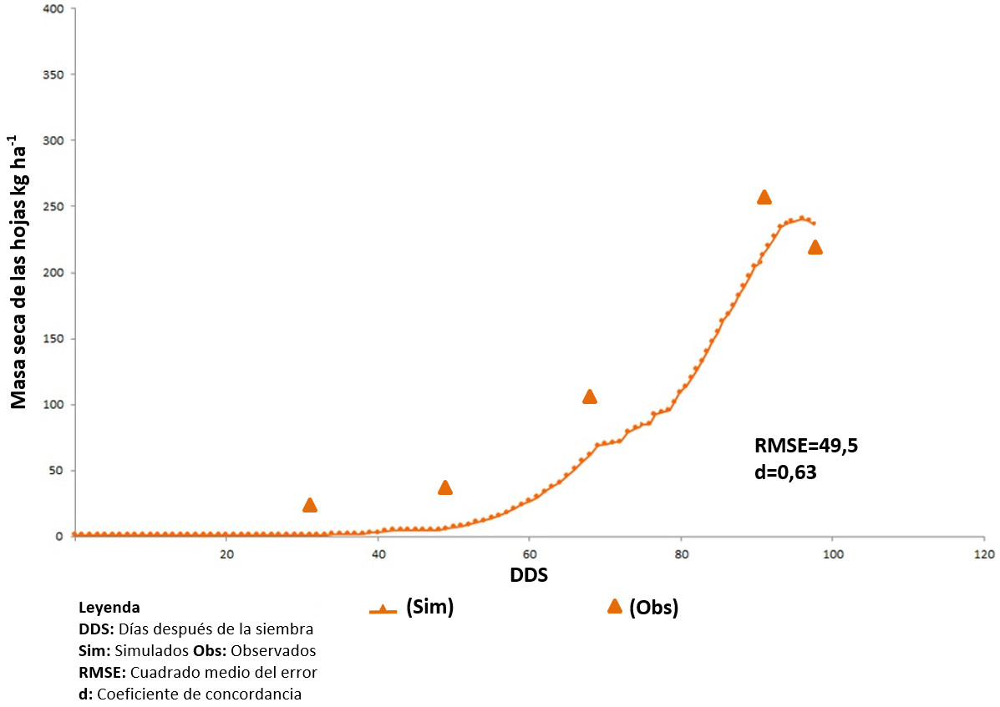 400
350
300
250
200
150
100
50
0
Masa seca de las hojas kg ha-1
20
40
60
80
100
120
DDS
RMSE=49,5
d=0,63
(Sim)
(Obs)
Leyenda
DDS: Días después de la siembra
Sim: Simulados Obs: Observados
RMSE: Cuadrado medio del error
d: Coeficiente de concordancia